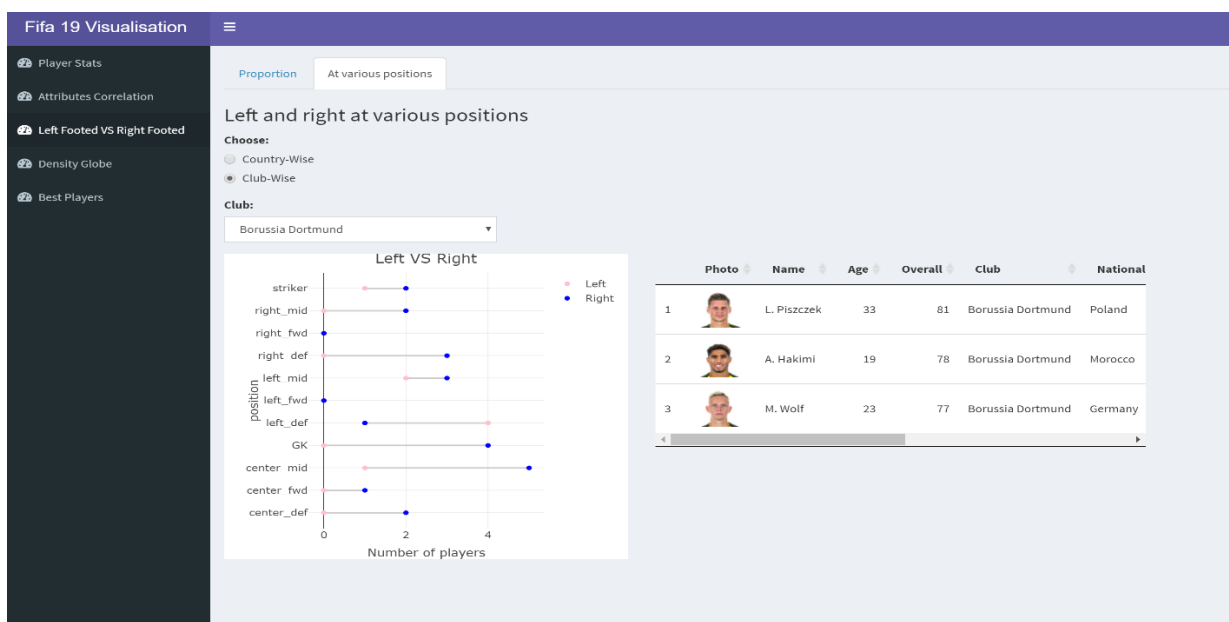 Fifa 19 Visualisation
Player Stats
Attributes Correlation
Left Footed VS Right Footed
Density Globe
Best Players
Proportion
At various positions
Left and right at various positions
Choose:
Country-Wise
Club-Wise
Club:
Borussia Dortmund
Left VS Right
Left
Right
position
striker
right_mid
right_fwd
right_def
left_mid
left_fwd
left_def
GK
center_mid
center_fwd
center_def
0 2 4
Number of players
Photo Name Age Overall Club National
1 L. Piszczek 33 81 Borussia Dortmund Poland
2 A. Hakimi 19 78 Borussia Dortmund Morocco
3 M. Wolf 23 77 Borussia Dortmund Germany